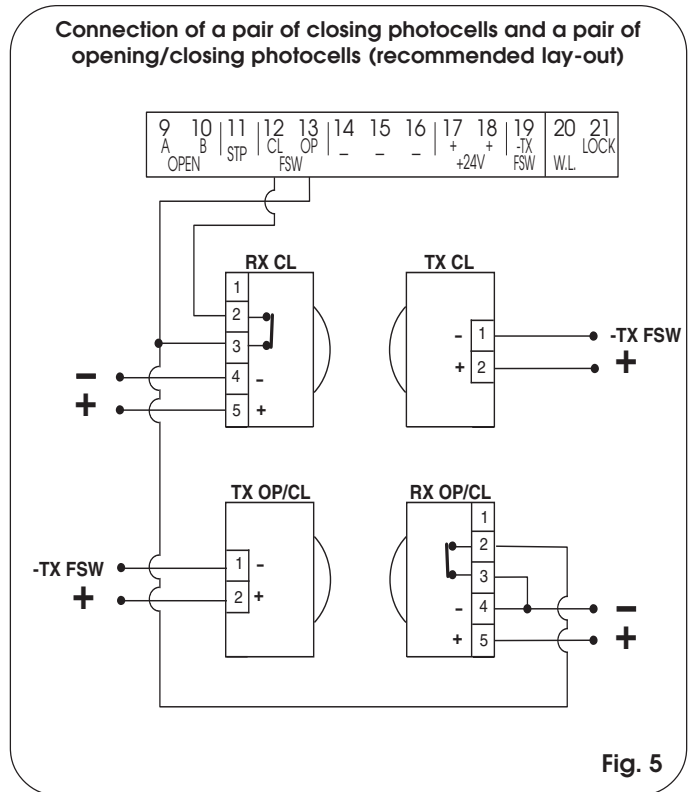 Connection of a pair of closing photocells and a pair of
opening/closing photocells (recommended lay-out)
9 10 11 12 13 14 15 16 17 18 19 20 21
A B STP CL OP – – – + + -TX LOCK
OPEN FSW +24V FSW W.L.
RX CL TX CL
1
2
3
4 -
5 +
–
+
- 1
+ 2
-TX FSW
+
TX OP/CL RX OP/CL
-TX FSW
+
1 -
2 +
1
2
3
- 4
+ 5
–
+
Fig. 5